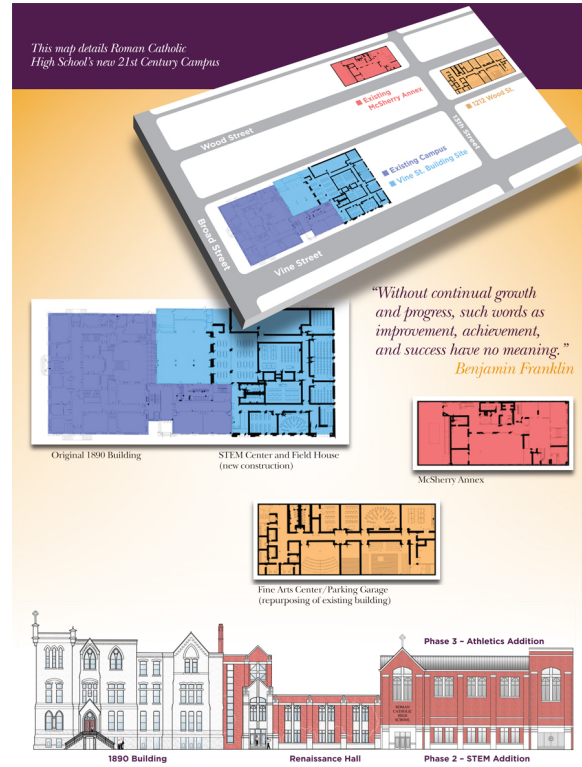 This map details Roman Catholic
High School's new 21st Century Campus
Existing
McSherry Annex
1212 Wood St.
Wood Street
13th Street
Existing Campus
Vine St. Building Site
Broad Street
Vine Street
"Without continual growth
and progress, such words as
improvement, achievement,
and success have no meaning."
Benjamin Franklin
Original 1890 Building
STEM Center and Field House
(new construction)
McSherry Annex
Fine Arts Center/Parking Garage
(repurposing of existing building)
Phase 3 – Athletics Addition
ROMAN
CATHOLIC
HIGH
SCHOOL
1890 Building
Renaissance Hall
Phase 2 – STEM Addition